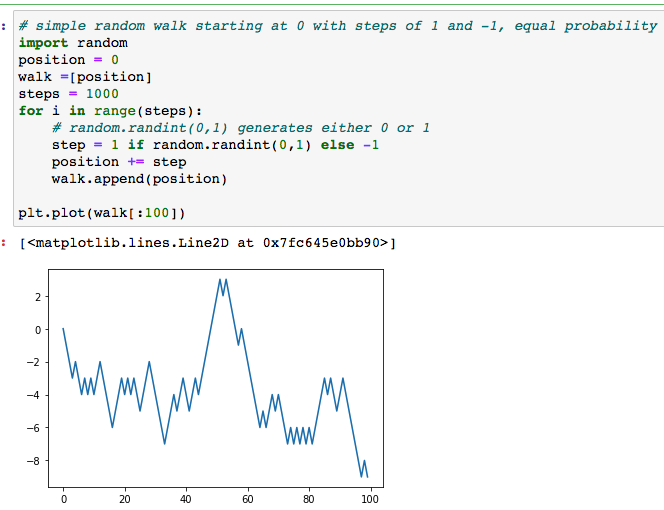 : # simple random walk starting at 0 with steps of 1 and -1, equal probability
import random
position = 0
walk =[position]
steps = 1000
for i in range(steps):
    # random.randint(0,1) generates either 0 or 1
    step = 1 if random.randint(0,1) else -1
    position += step
    walk.append(position)

plt.plot(walk[:100])
: [<matplotlib.lines.Line2D at 0x7fc645e0bb90>]
2
0
−2
−4
−6
−8
0 20 40 60 80 100